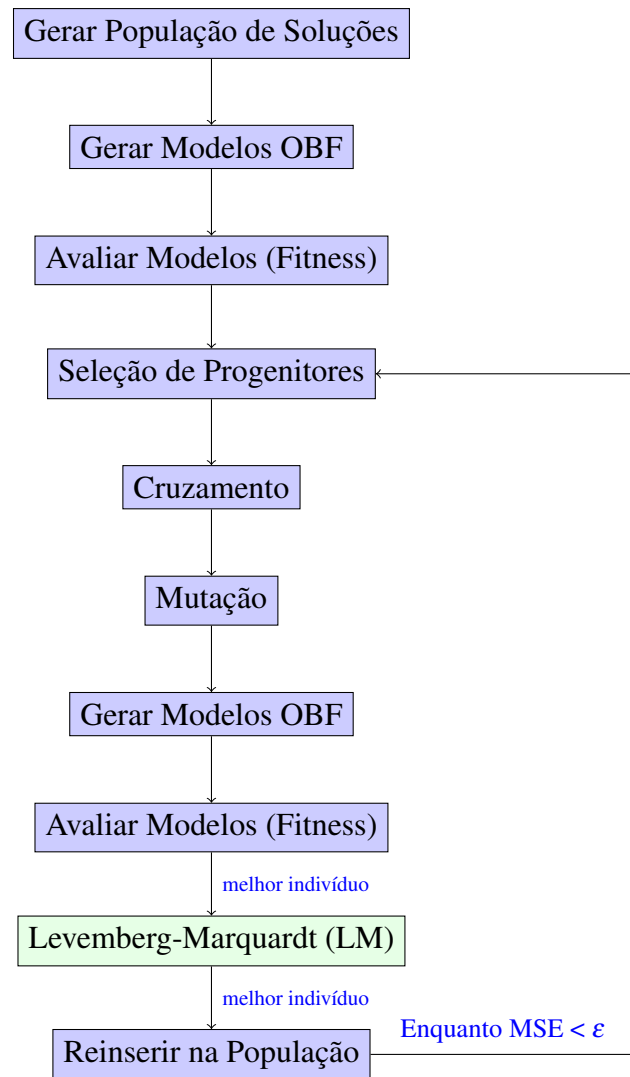 Gerar População de Soluções
Gerar Modelos OBF
Avaliar Modelos (Fitness)
Seleção de Progenitores
Cruzamento
Mutação
Gerar Modelos OBF
Avaliar Modelos (Fitness)
melhor indivíduo
Levemberg-Marquardt (LM)
melhor indivíduo
Enquanto MSE < ε
Reinserir na População